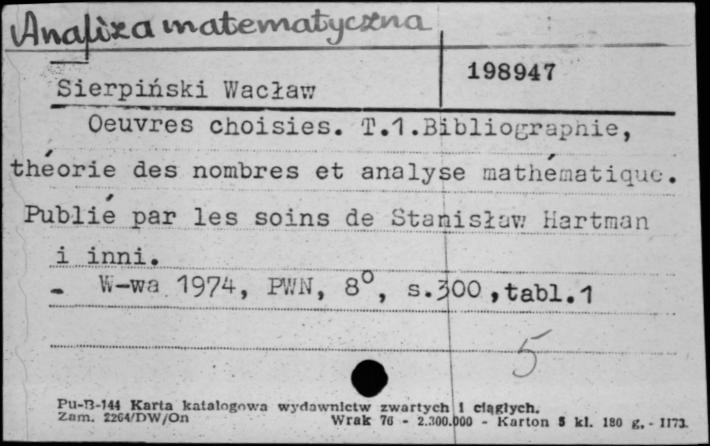 Analiza matematyczna
198947
Sierpiński Wacław
Oeuvres choisies. T.1.Bibliographie,
théorie des nombres et analyse mathématique.
Publié par les soins de Stanisław Hartman
i inni.
- W-wa 1974, PWN, 8°, s.300,tabl.1
5
Pu-B-144 Karta katalogowa wydawnictw zwartych i ciągłych.
Zam. 2264/DW/On Wrak 76 - 2.300.000 - Karton 5 kl. 180 g. - 1173.